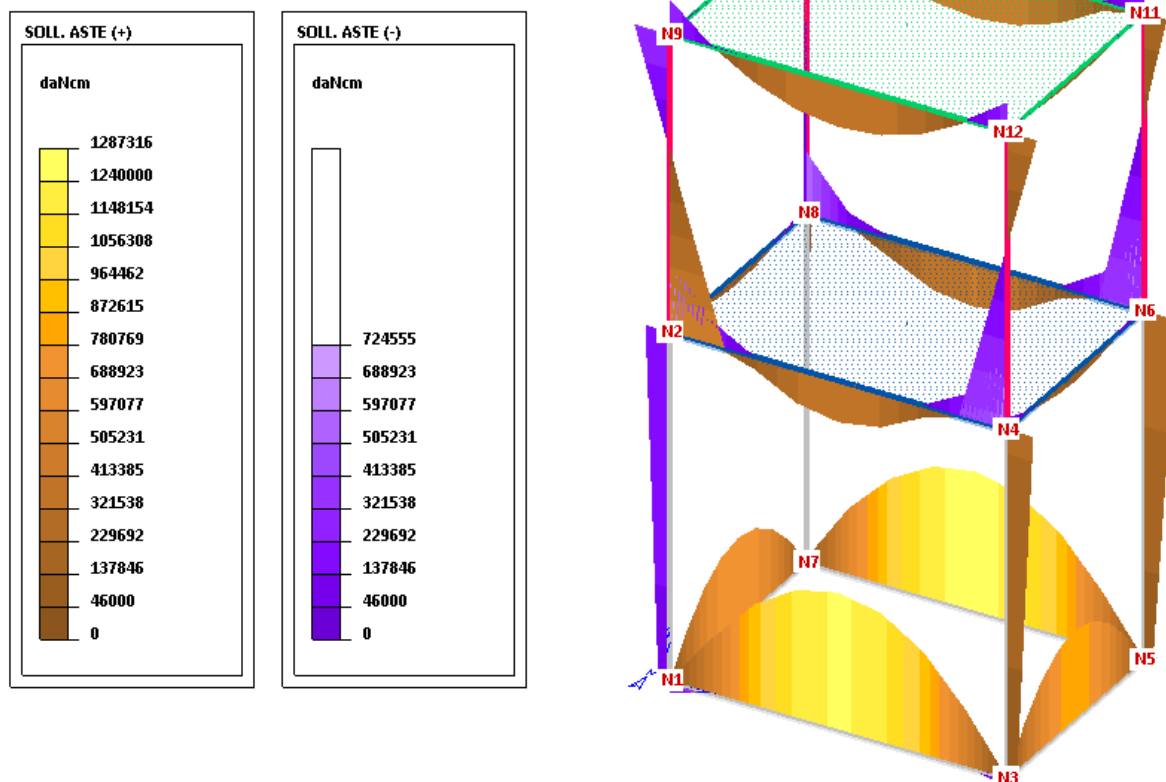 SOLL. ASTE (+)
daNcm
1287316
1240000
1148154
1056308
964462
872615
780769
688923
597077
505231
413385
321538
229692
137846
46000
0
SOLL. ASTE (-)
daNcm
724555
688923
597077
505231
413385
321538
229692
137846
46000
0
N11
N9
N12
N8
N6
N2
N4
N7
N5
N1
N3